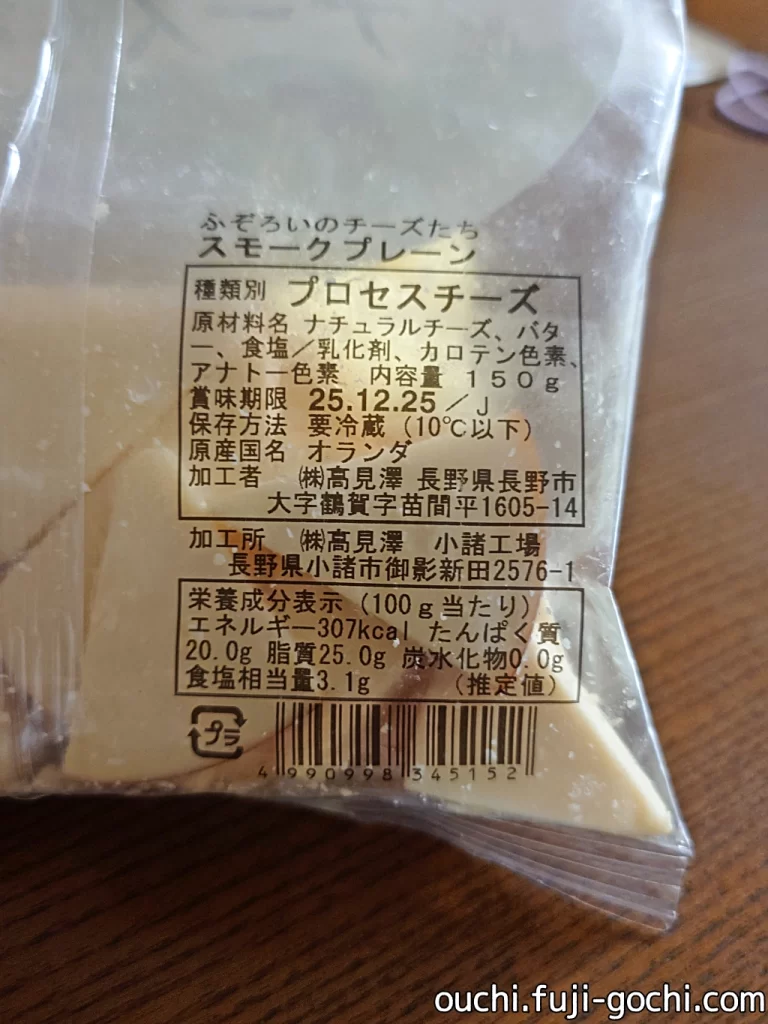 ふぞろいのチーズたち
スモークプレーン
種類別 プロセスチーズ
原材料名 ナチュラルチーズ、バタ
ー、食塩／乳化剤、カロテン色素、
アナトー色素 内容量 １５０ｇ
賞味期限 25.12.25／J
保存方法 要冷蔵（10℃以下）
原産国名 オランダ
加工者 ㈱高見澤 長野県長野市
大字鶴賀字苗間平1605-14
加工所 ㈱高見澤 小諸工場
長野県小諸市御影新田2576-1
栄養成分表示（100ｇ当たり）
エネルギー307kcal たんぱく質
20.0g 脂質25.0g 炭水化物0.0g
食塩相当量3.1g （推定値）
プラ
4 990998 345152
ouchi.fuji-gochi.com